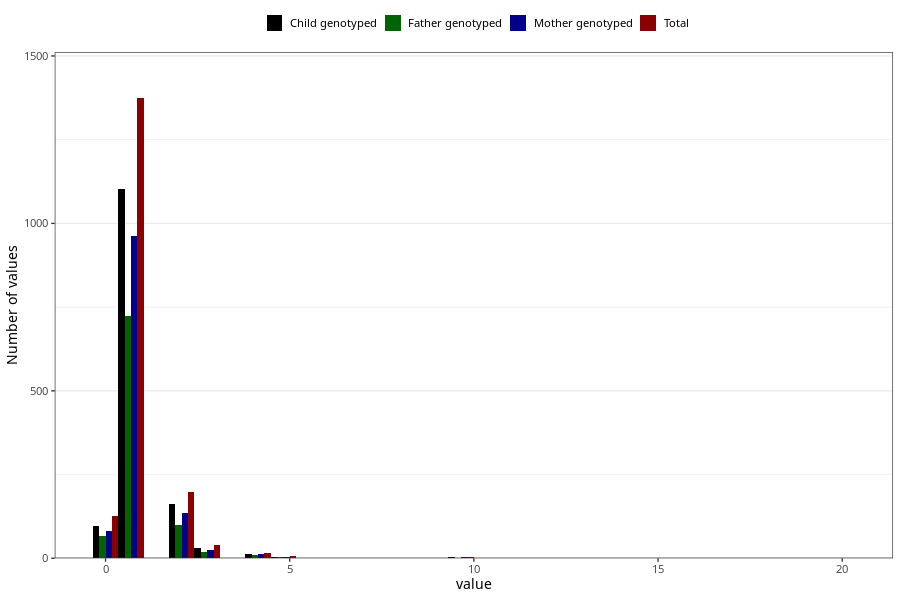 Child genotyped Father genotyped Mother genotyped Total
1500
1000
500
0
Number of values
0 5 10 15 20
value